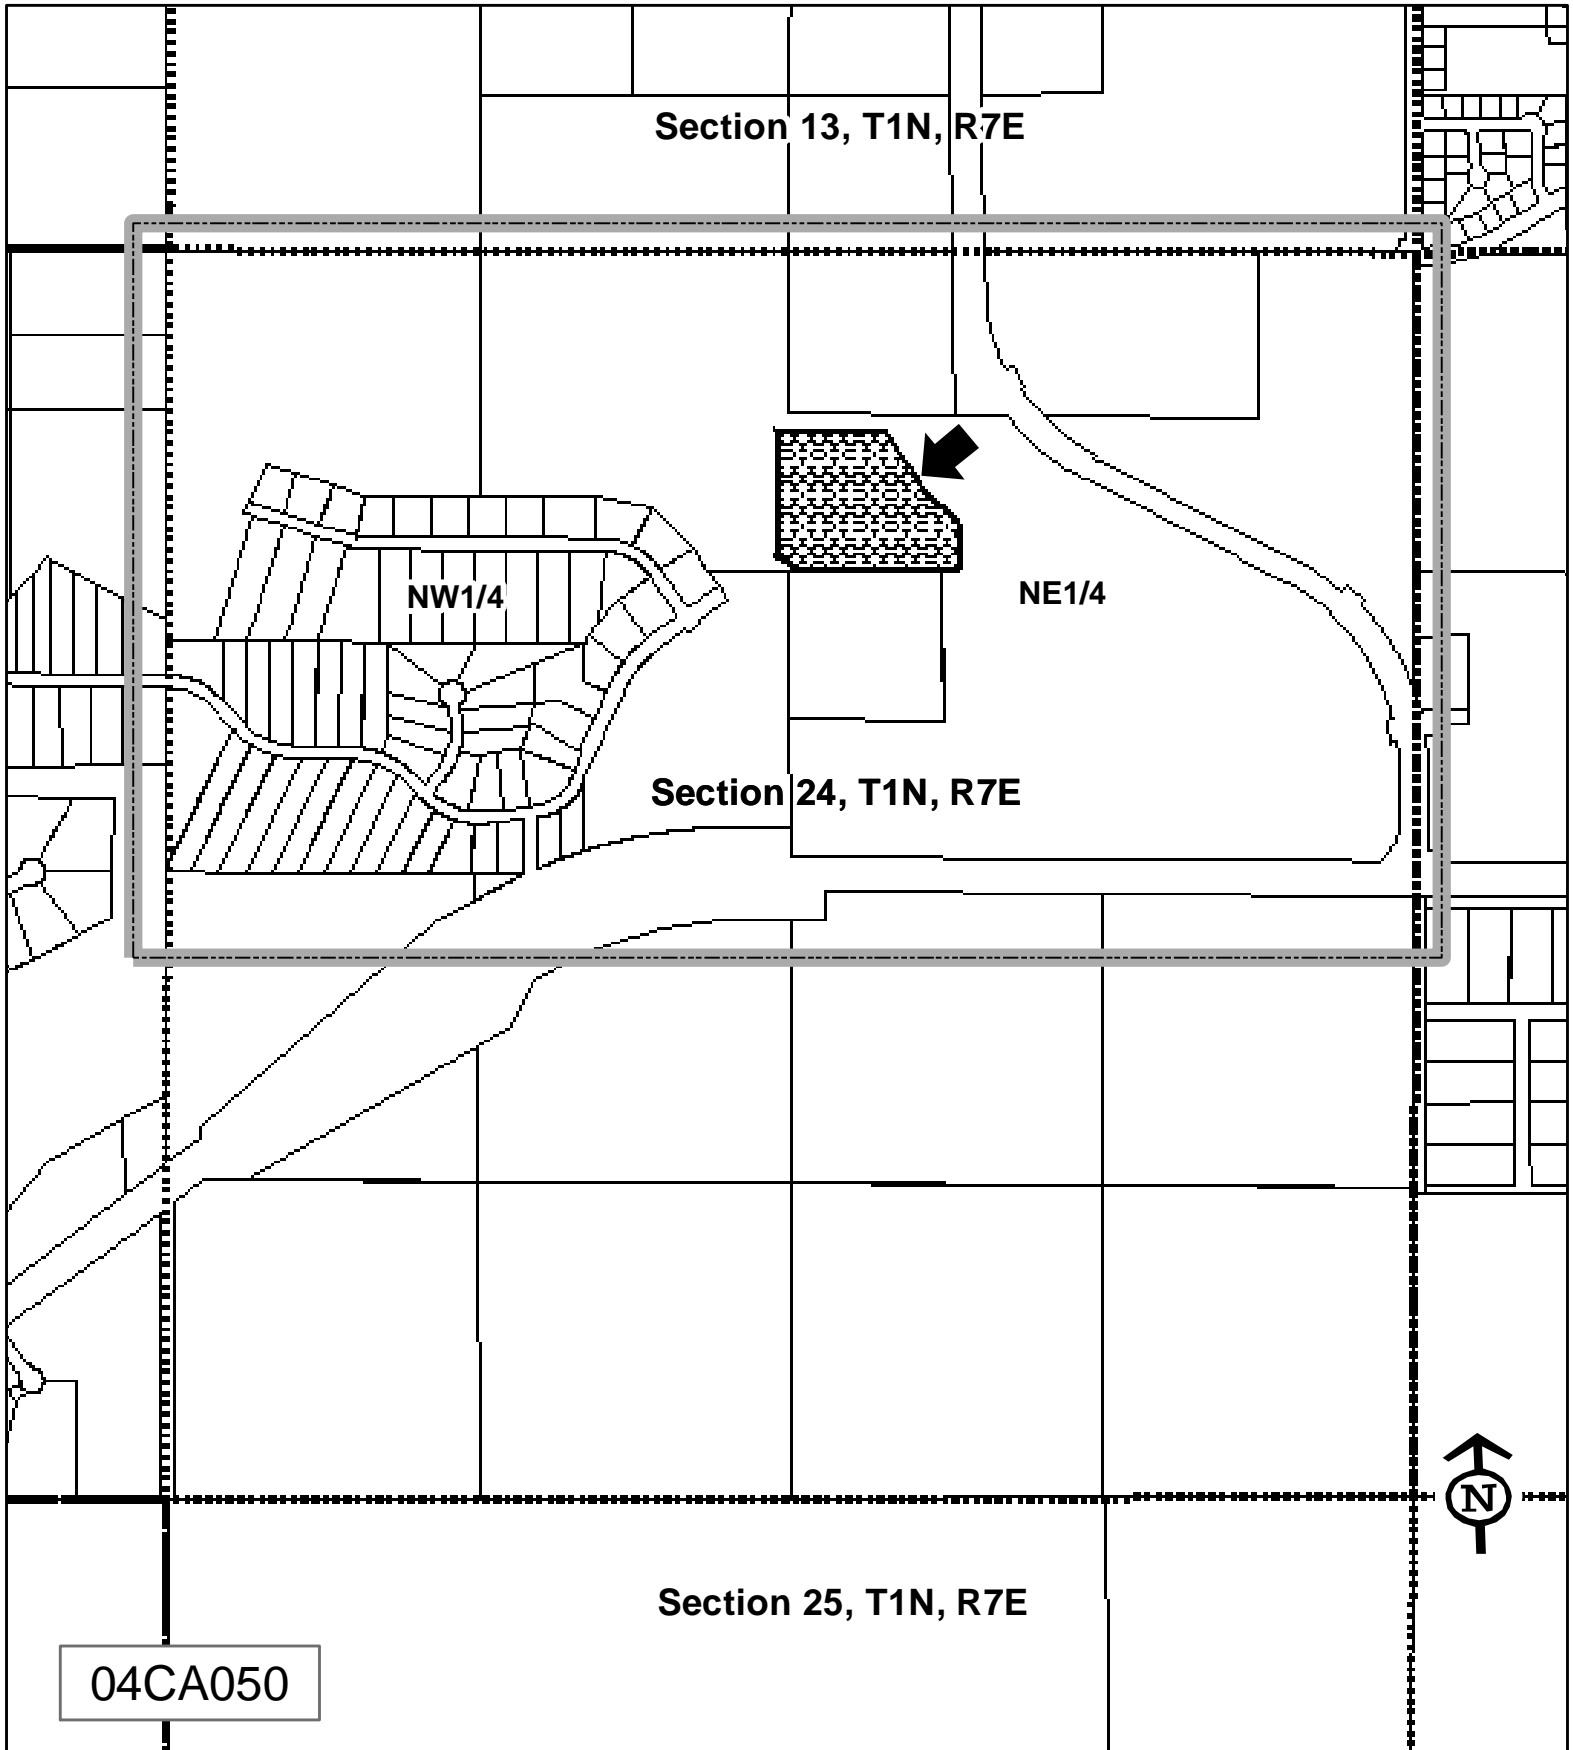 Section 13, T1N, R7E
NW1/4
NE1/4
Section 24, T1N, R7E
N
Section 25, T1N, R7E
04CA050